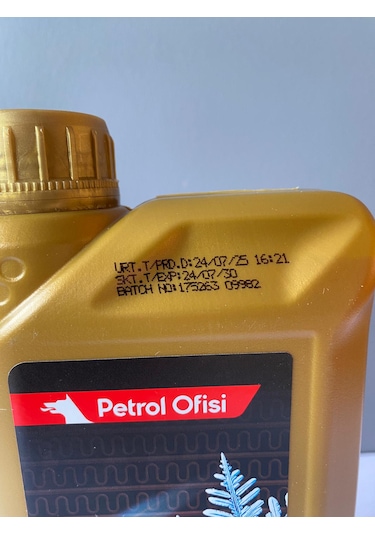 URT.T/PRD.D:24/07/25 16:21
SKT.T/EXP:24/07/30
BATCH NO:175263 09982
Petrol Ofisi